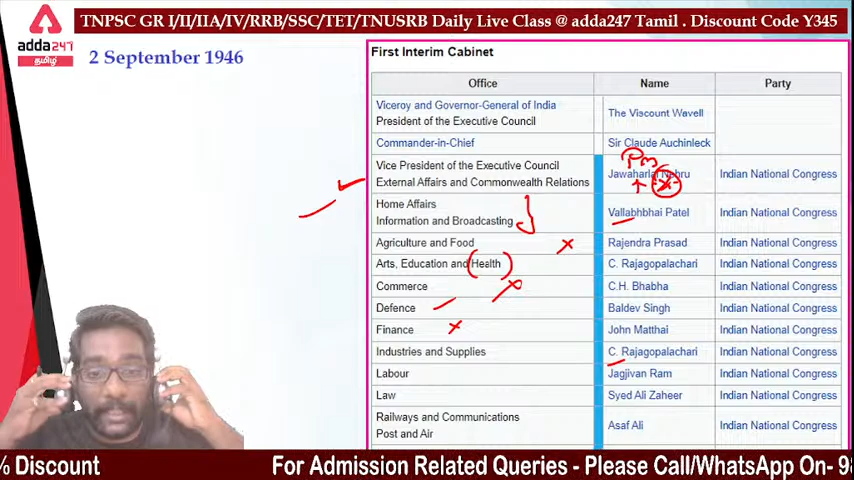 TNPSC GR I/II/IIA/IV/RRB/SSC/TET/TNUSRB Daily Live Class @ adda247 Tamil . Discount Code Y345
adda247
தமிழ்
2 September 1946
First Interim Cabinet
Office Name Party
Viceroy and Governor-General of India
President of the Executive Council
The Viscount Wavell
Commander-in-Chief Sir Claude Auchinleck
Pm
Vice President of the Executive Council
External Affairs and Commonwealth Relations
Jawaharlal Nehru Indian National Congress
Home Affairs
Information and Broadcasting
Vallabhbhai Patel Indian National Congress
Agriculture and Food Rajendra Prasad Indian National Congress
Arts, Education and Health C. Rajagopalachari Indian National Congress
Commerce C.H. Bhabha Indian National Congress
Defence Baldev Singh Indian National Congress
Finance John Matthai Indian National Congress
Industries and Supplies C. Rajagopalachari Indian National Congress
Labour Jagjivan Ram Indian National Congress
Law Syed Ali Zaheer Indian National Congress
Railways and Communications
Post and Air
Asaf Ali Indian National Congress
% Discount For Admission Related Queries - Please Call/WhatsApp On- 9